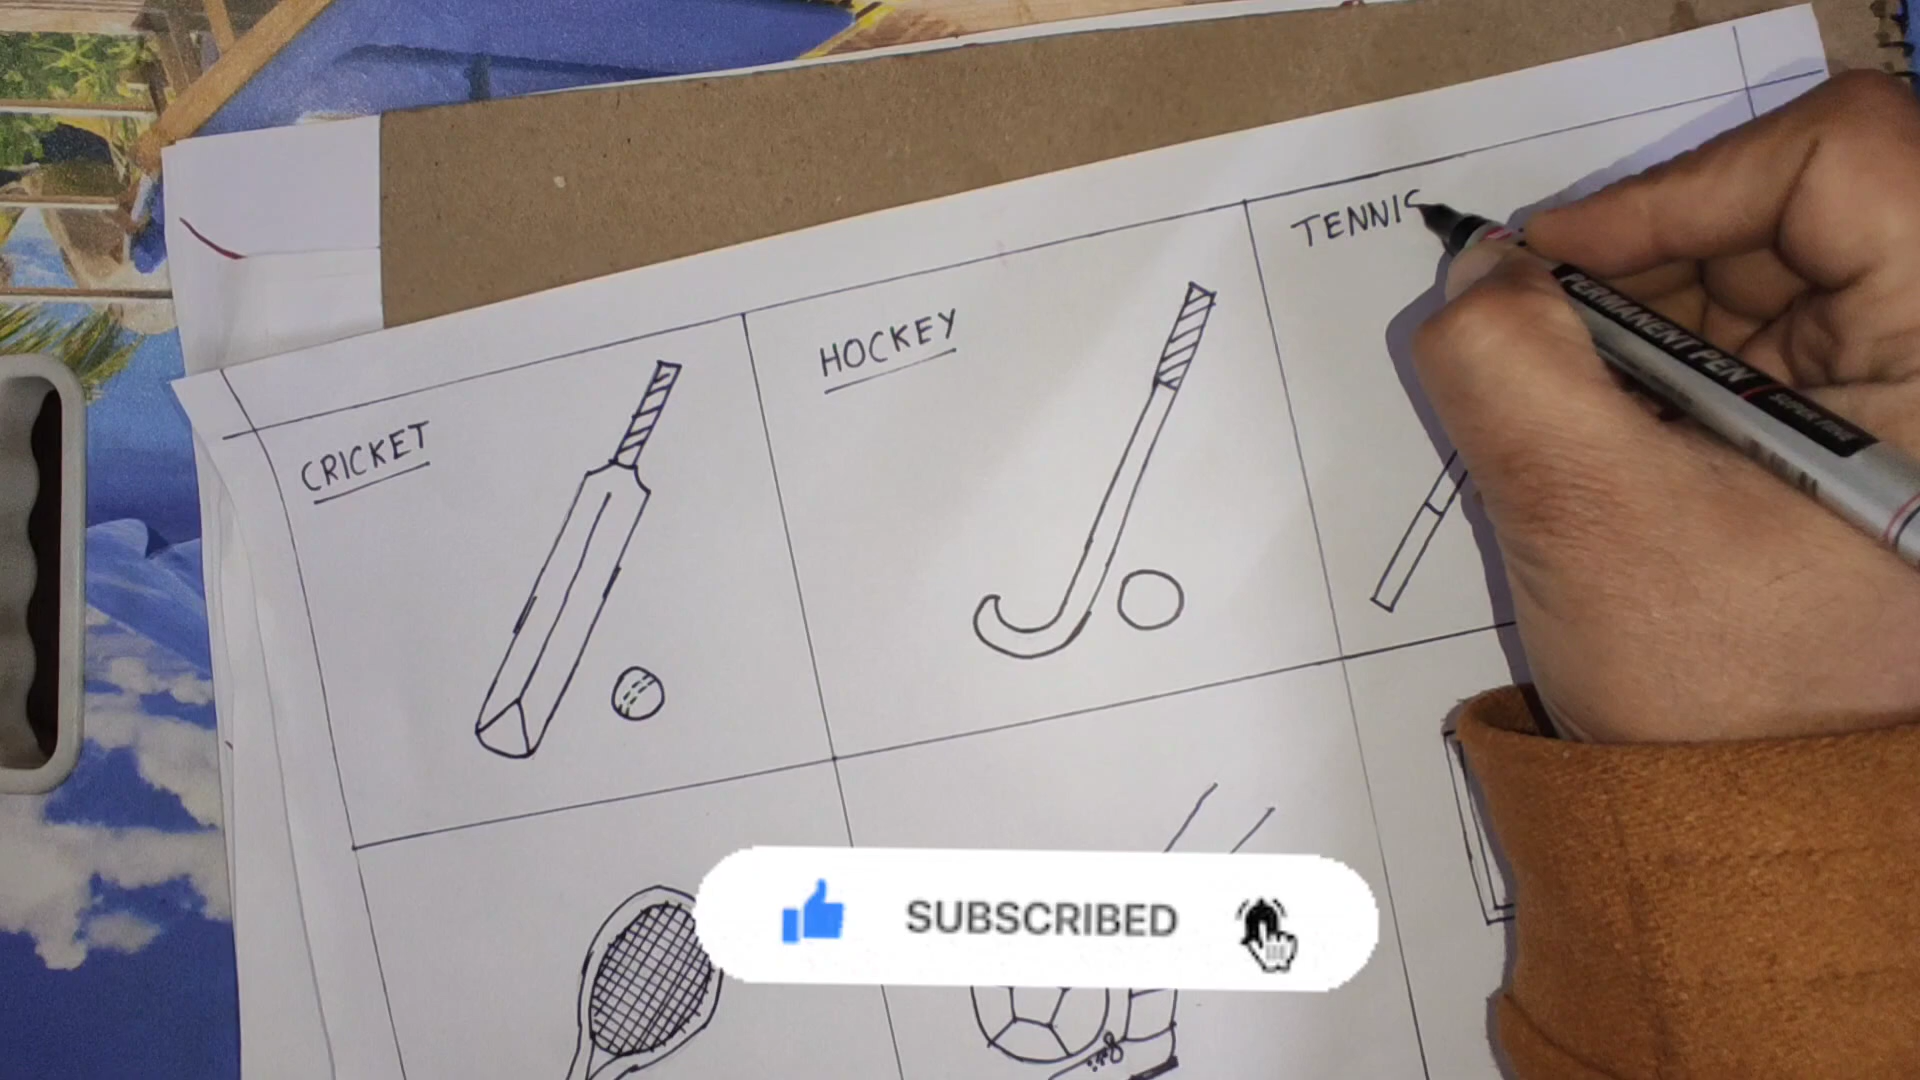 TENNIS
HOCKEY
CRICKET
PERMANENT PEN
SUBSCRIBED